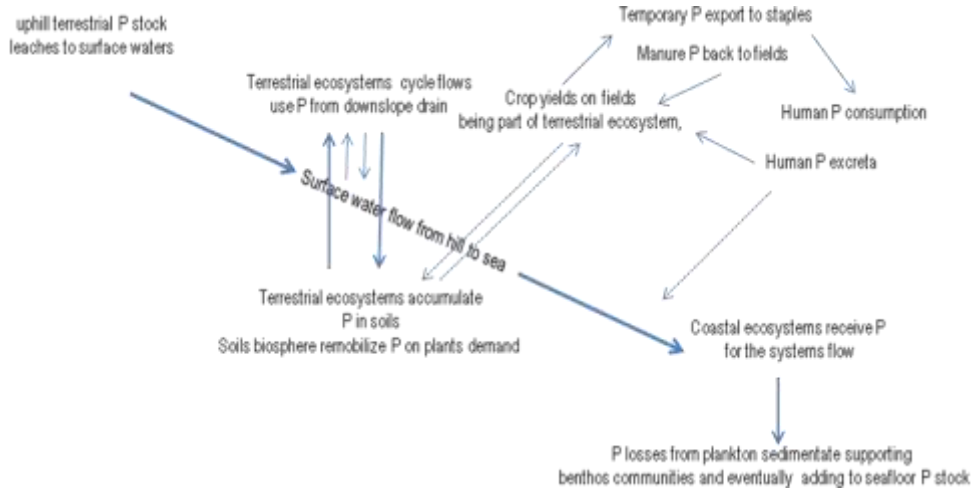 uphill terrestrial P stock
leaches to surface waters
Temporary P export to staples
Manure P back to fields
Terrestrial ecosystems cycle flows
use P from downslope drain
Crop yields on fields
being part of terrestrial ecosystem,
Human P consumption
Human P excreta
Surface water flow from hill to sea
Terrestrial ecosystems accumulate
P in soils
Soils biosphere remobilize P on plants demand
Coastal ecosystems receive P
for the systems flow
P losses from plankton sedimentate supporting
benthos communities and eventually adding to seafloor P stock